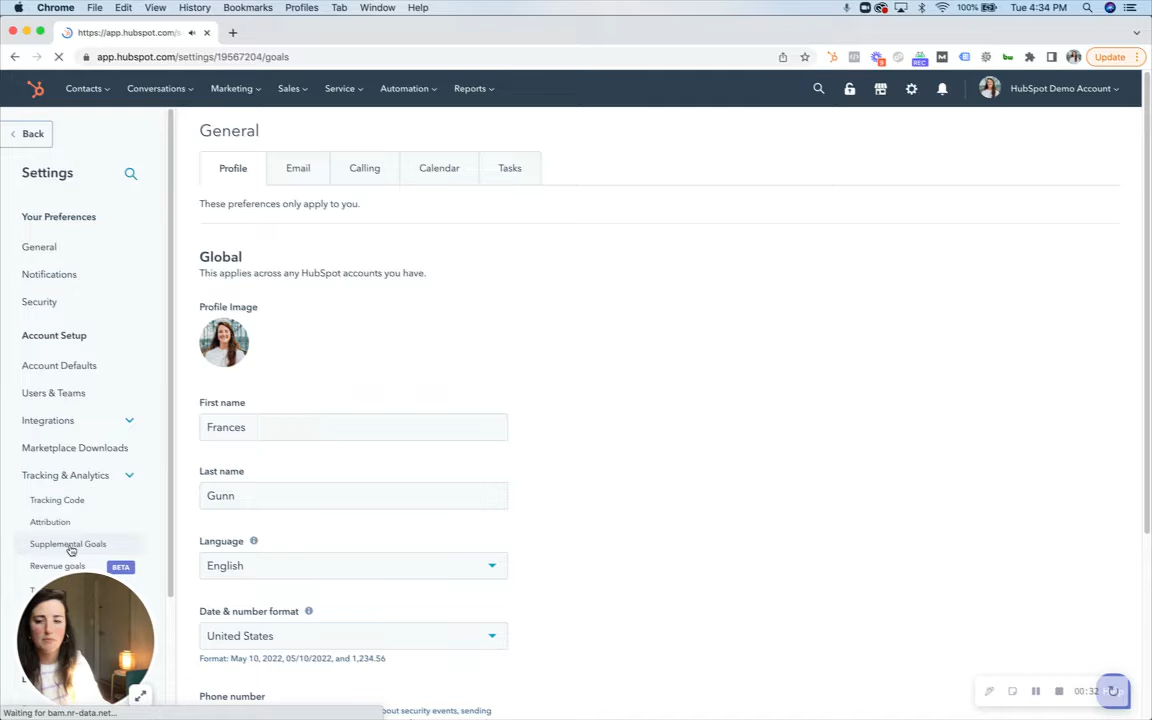 Chrome File Edit View History Bookmarks Profiles Tab Window Help 100% Tue 4:34 PM
https://app.hubspot.com/s
app.hubspot.com/settings/19567204/goals
REC
Update
Contacts Conversations Marketing Sales Service Automation Reports HubSpot Demo Account
Back
Settings
Your Preferences
General
Notifications
Security
Account Setup
Account Defaults
Users & Teams
Integrations
Marketplace Downloads
Tracking & Analytics
Tracking Code
Attribution
Supplemental Goals
Revenue goals BETA
Waiting for bam.nr-data.net...
General
Profile Email Calling Calendar Tasks
These preferences only apply to you.
Global
This applies across any HubSpot accounts you have.
Profile Image
First name
Frances
Last name
Gunn
Language
English
Date & number format
United States
Format: May 10, 2022, 05/10/2022, and 1,234.56
Phone number
about security events, sending
00:32